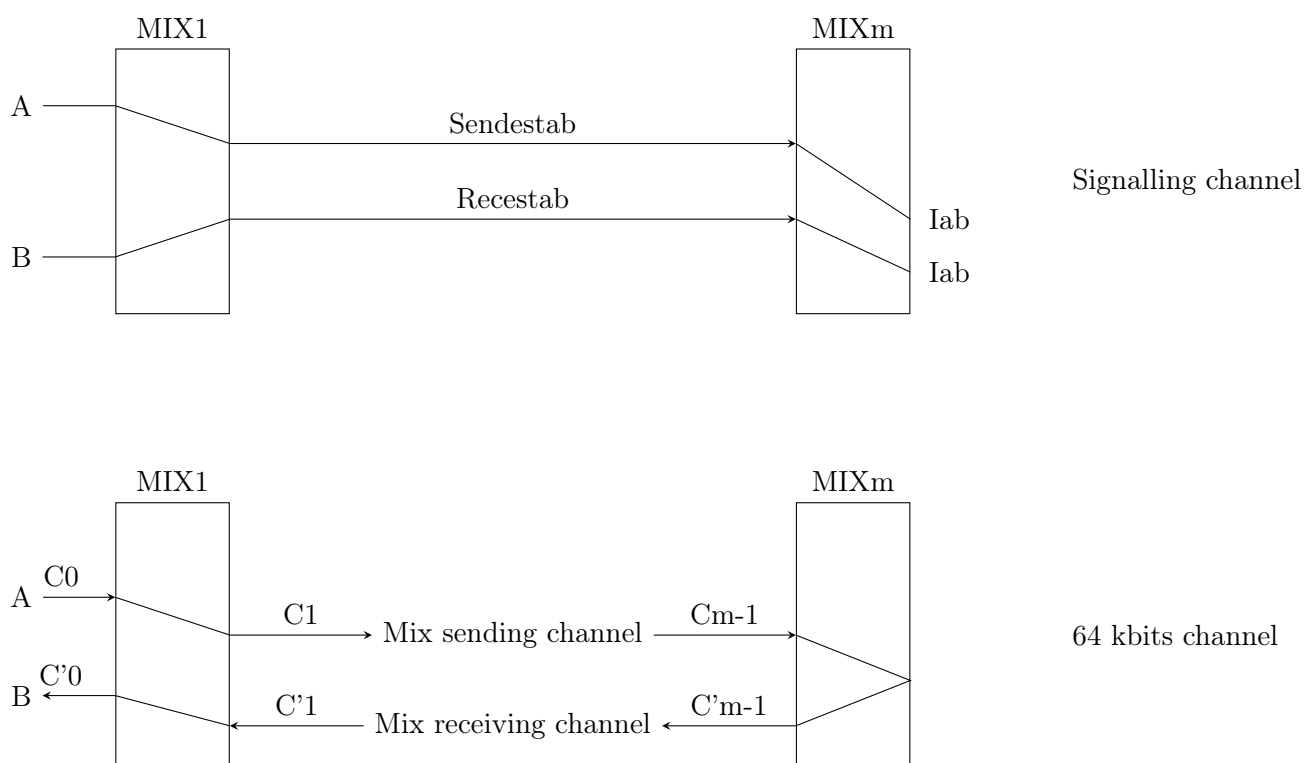 MIX1
MIXm
A
Sendestab
Signalling channel
Recestab
Iab
B
Iab
MIX1
MIXm
C0
A
C1
Mix sending channel
Cm-1
64 kbits channel
C'0
B
C'1
Mix receiving channel
C'm-1